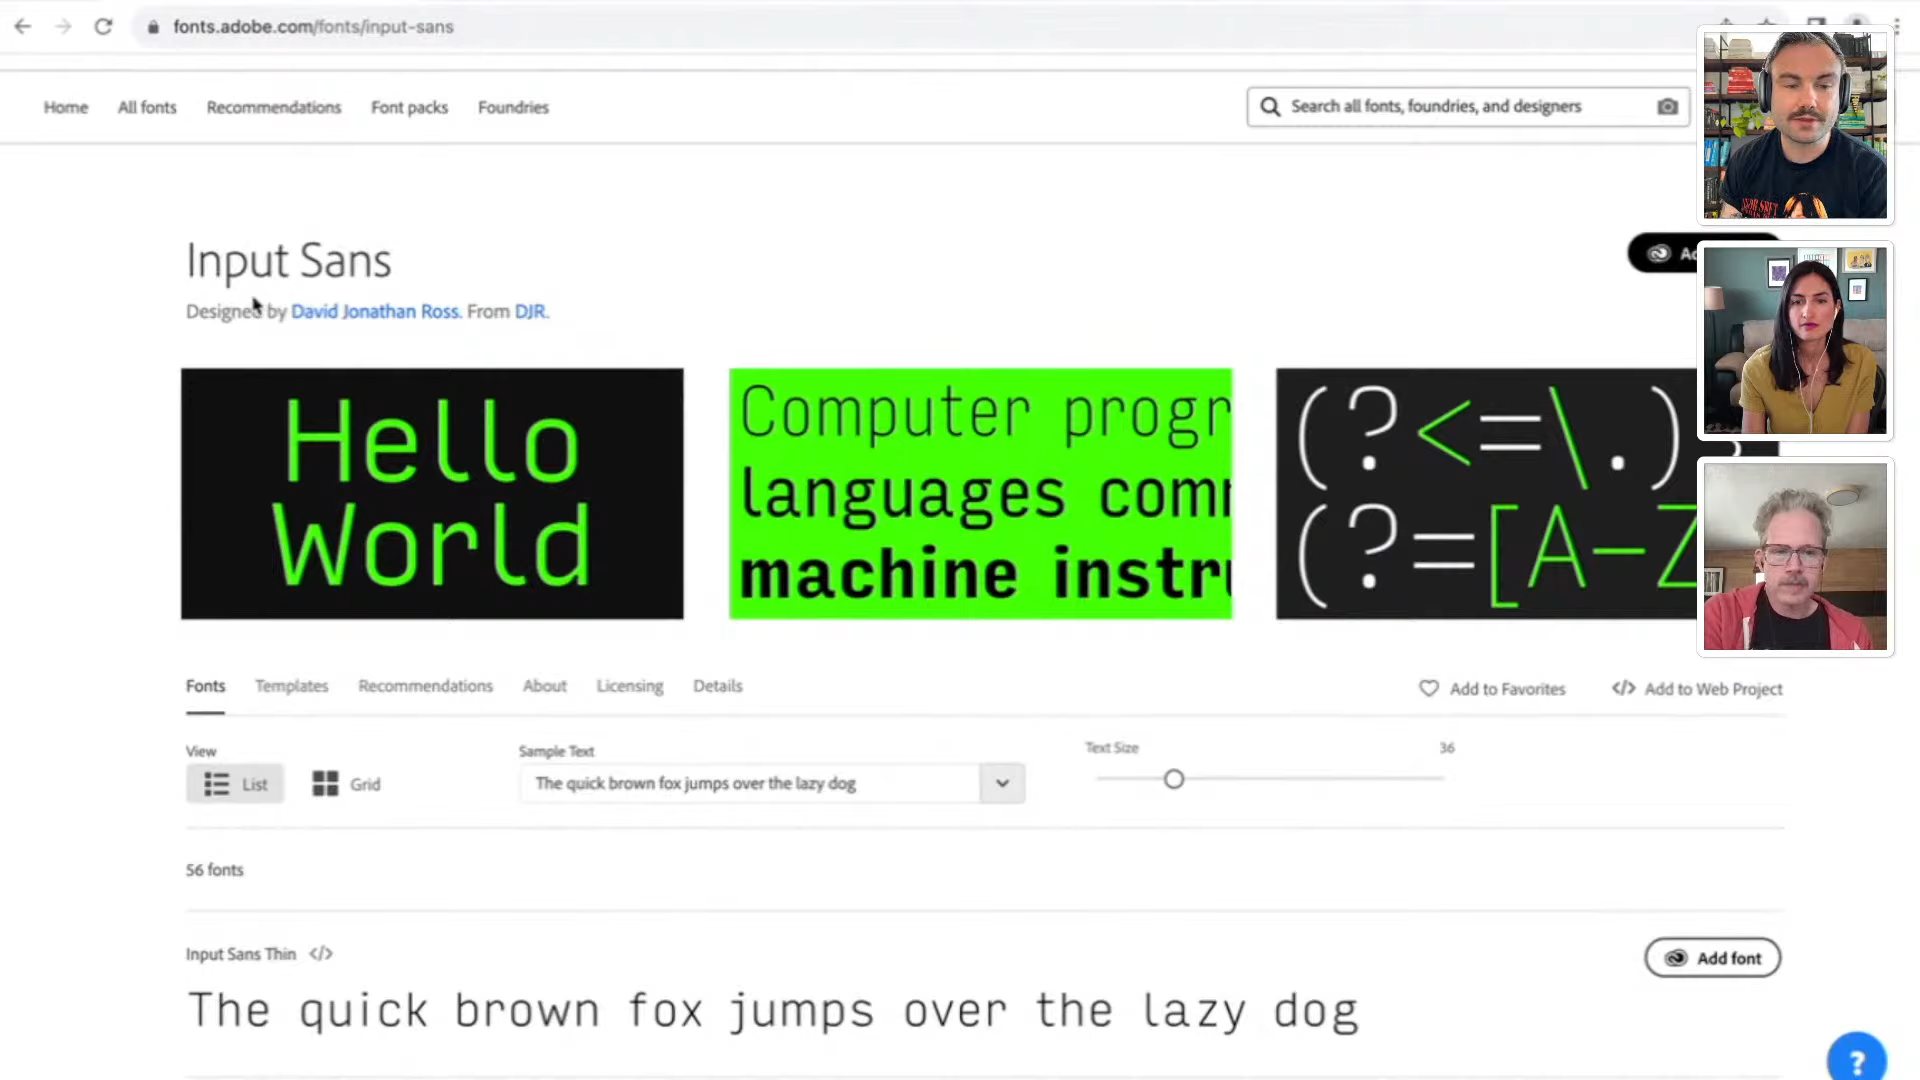 fonts.adobe.com/fonts/input-sans
Home
All fonts
Recommendations
Font packs
Foundries
Search all fonts, foundries, and designers
Input Sans
Designed by David Jonathan Ross. From DJR.
Hello
World
Computer progr
languages com
machine instr
(?<=\.)
(?=[A-Z
Fonts
Templates
Recommendations
About
Licensing
Details
Add to Favorites
</> Add to Web Project
View
Sample Text
Text Size
36
List
Grid
The quick brown fox jumps over the lazy dog
56 fonts
Input Sans Thin </>
Add font
The quick brown fox jumps over the lazy dog
?